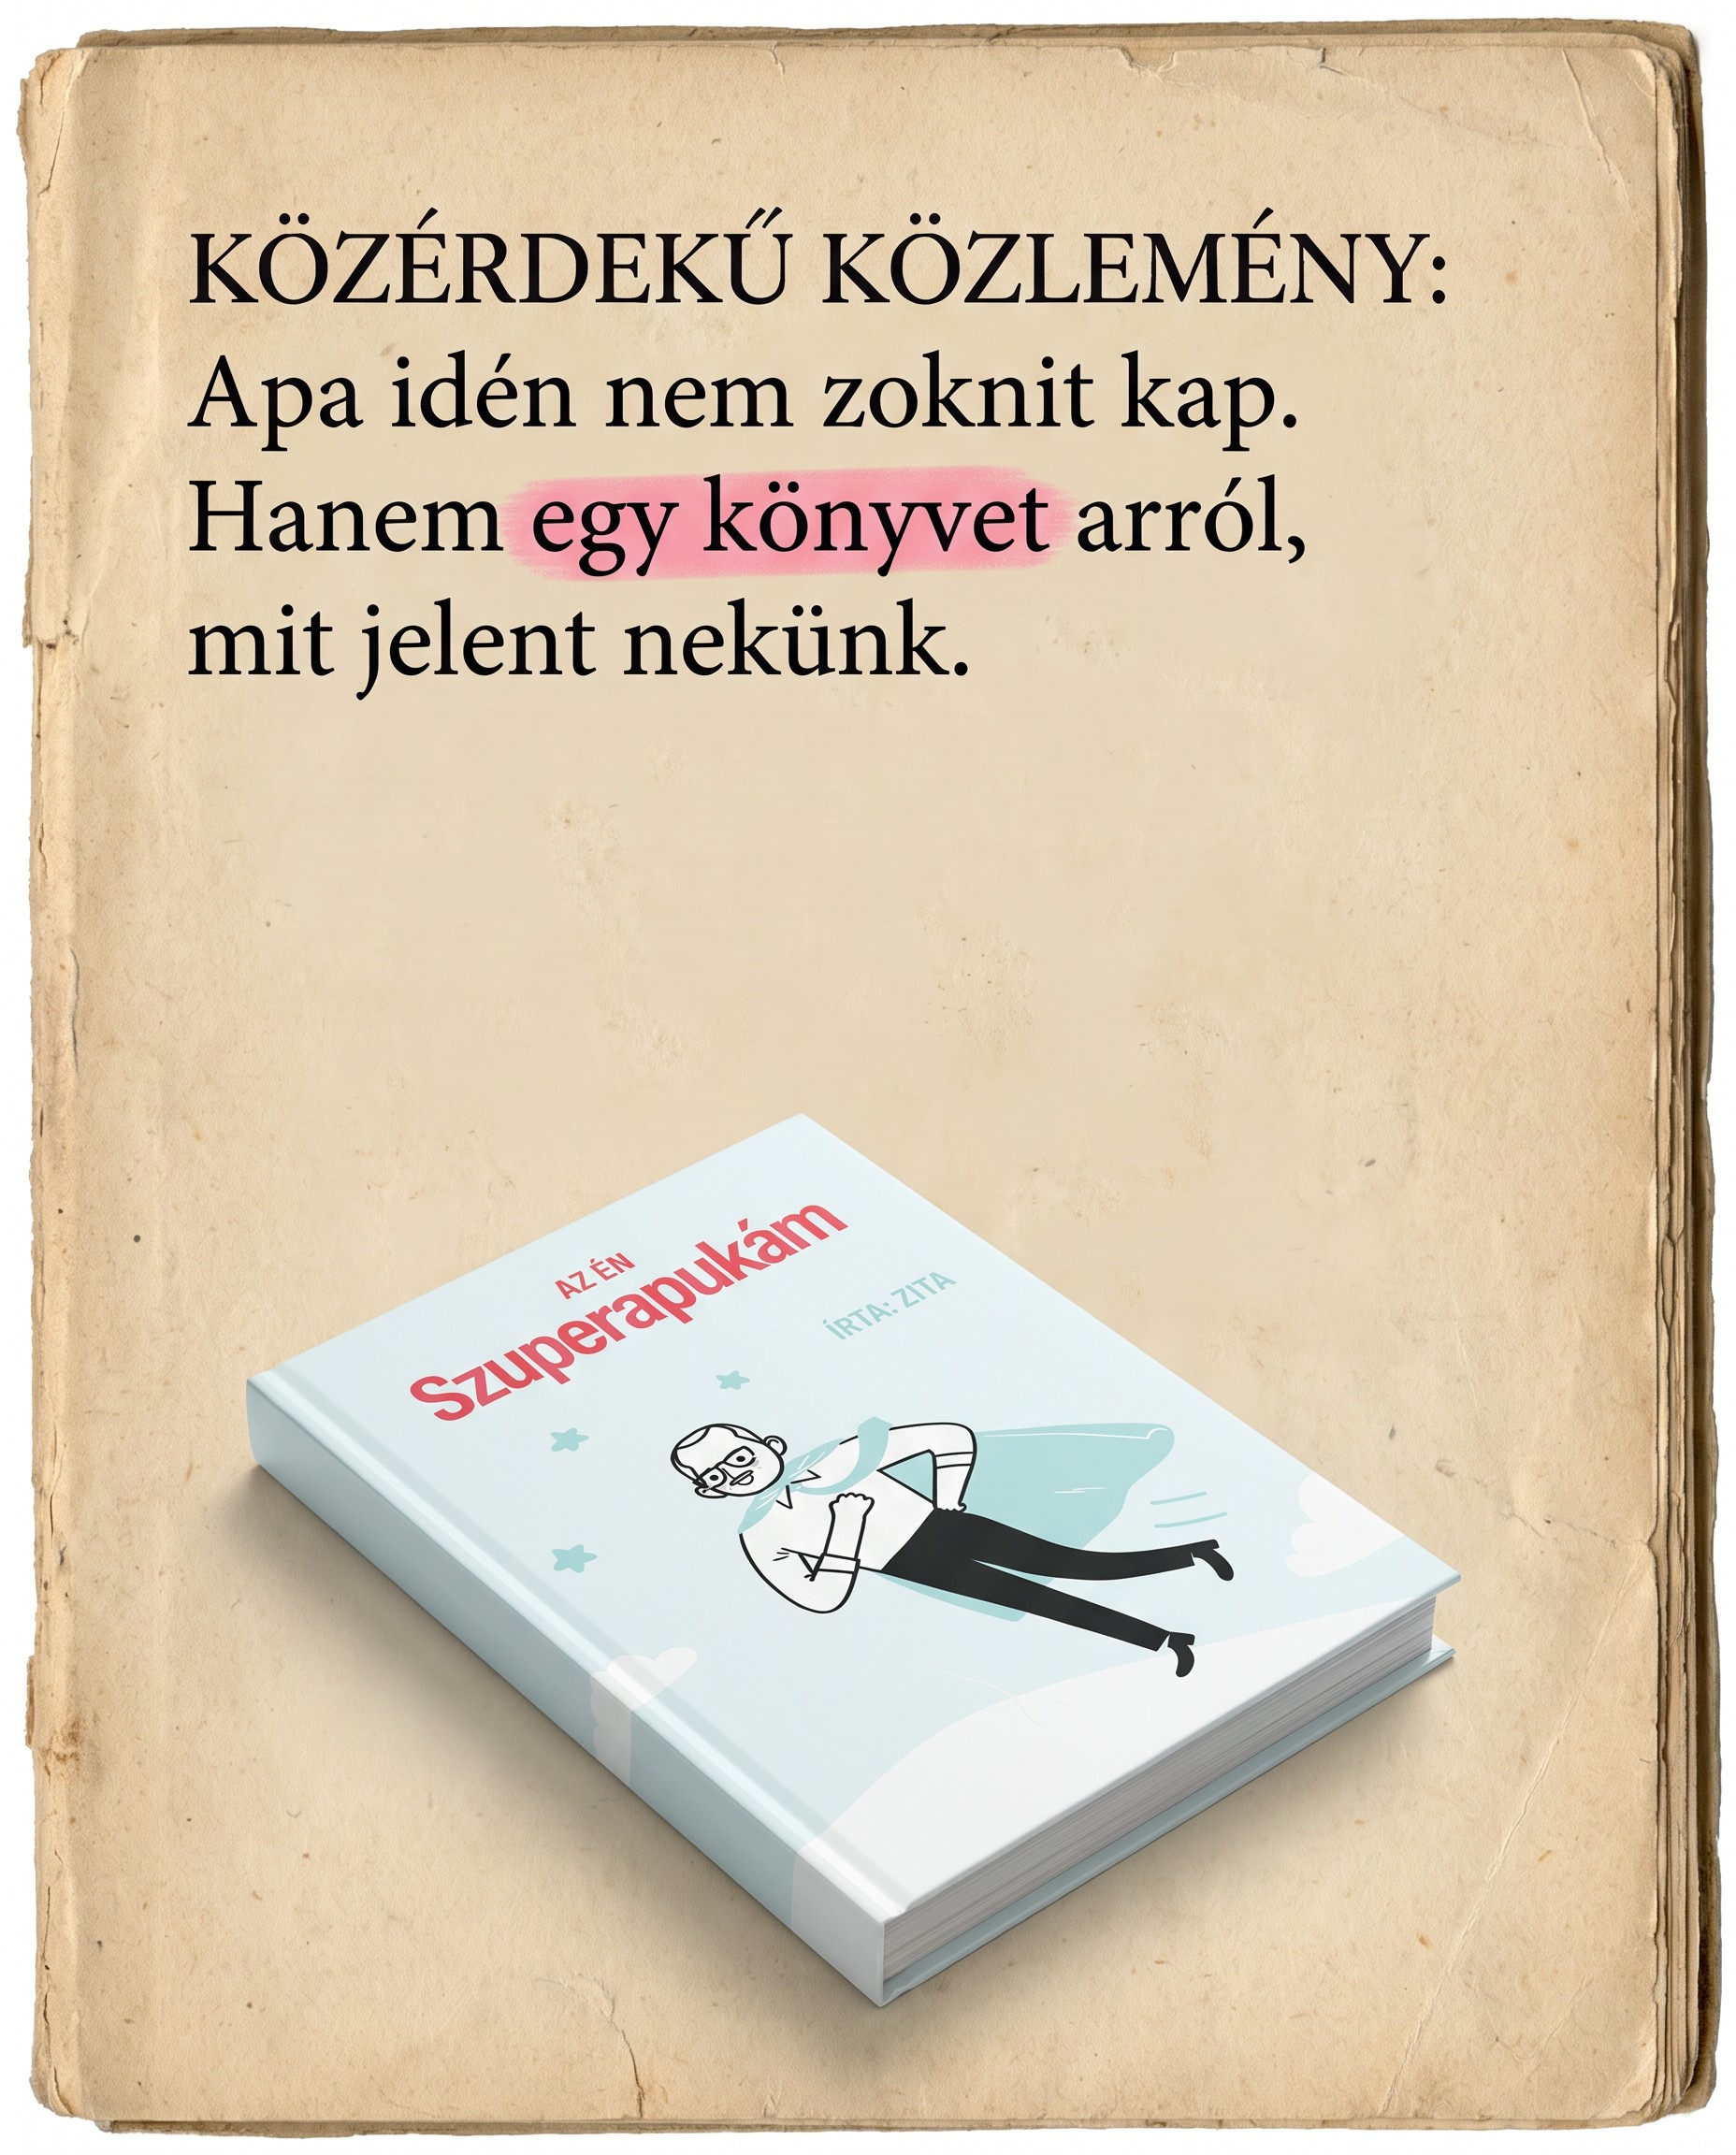 KÖZÉRDEKŰ KÖZLEMÉNY:
Apa idén nem zoknit kap.
Hanem egy könyvet arról,
mit jelent nekünk.
AZ ÉN
Szuperapukám
ÍRTA: ZITA